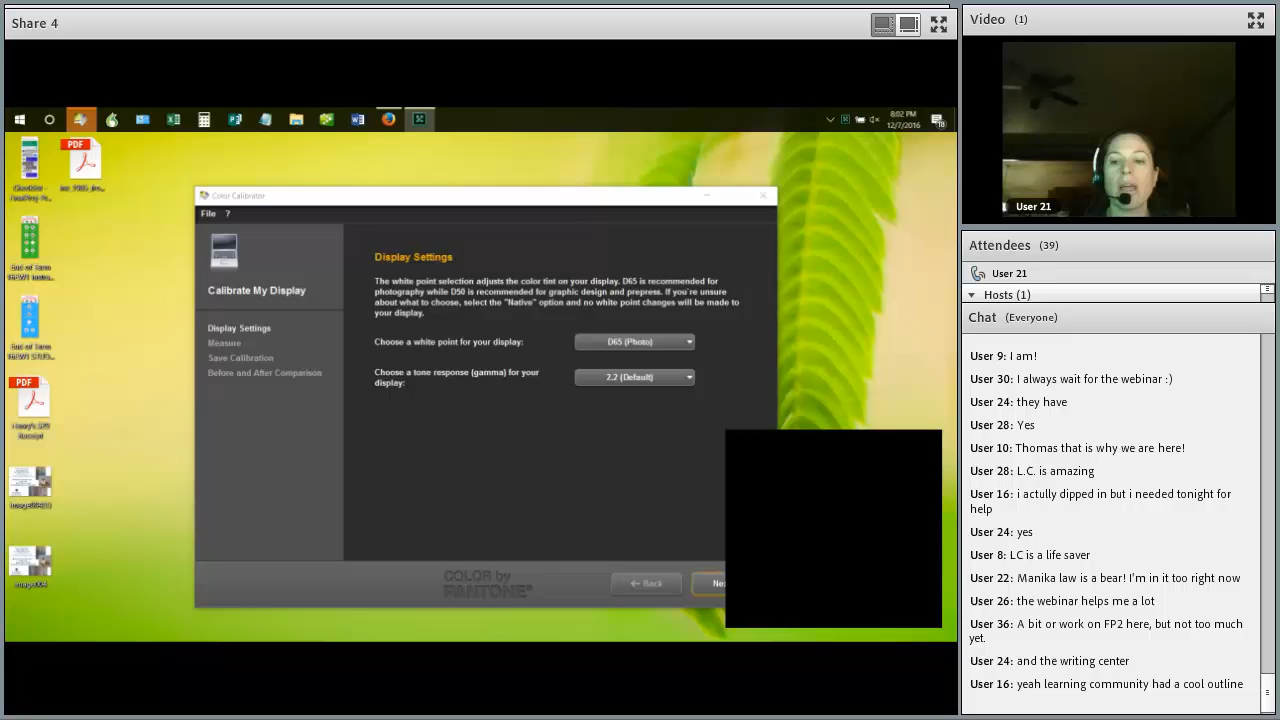 Share 4
Video (1)
8:02 PM
12/7/2016
PDF
Color Calibrator
File ?
Calibrate My Display
Display Settings
Measure
Save Calibration
Before and After Comparison
Display Settings
The white point selection adjusts the color tint on your display. D65 is recommended for
photography while D50 is recommended for graphic design and prepress. If you're unsure
about what to choose, select the "Native" option and no white point changes will be made to
your display.
Choose a white point for your display:
D65 (Photo)
Choose a tone response (gamma) for your
display:
2.2 (Default)
COLOR by
PANTONE®
Back
PDF
Receipt
User 21
Attendees (39)
User 21
Hosts (1)
Chat (Everyone)
User 9: I am!
User 30: I always wait for the webinar :)
User 24: they have
User 28: Yes
User 10: Thomas that is why we are here!
User 28: L.C. is amazing
User 16: i actully dipped in but i needed tonight for
help
User 24: yes
User 8: LC is a life saver
User 22: Manika law is a bear! I'm on it too right now
User 26: the webinar helps me a lot
User 36: A bit or work on FP2 here, but not too much
yet.
User 24: and the writing center
User 16: yeah learning community had a cool outline